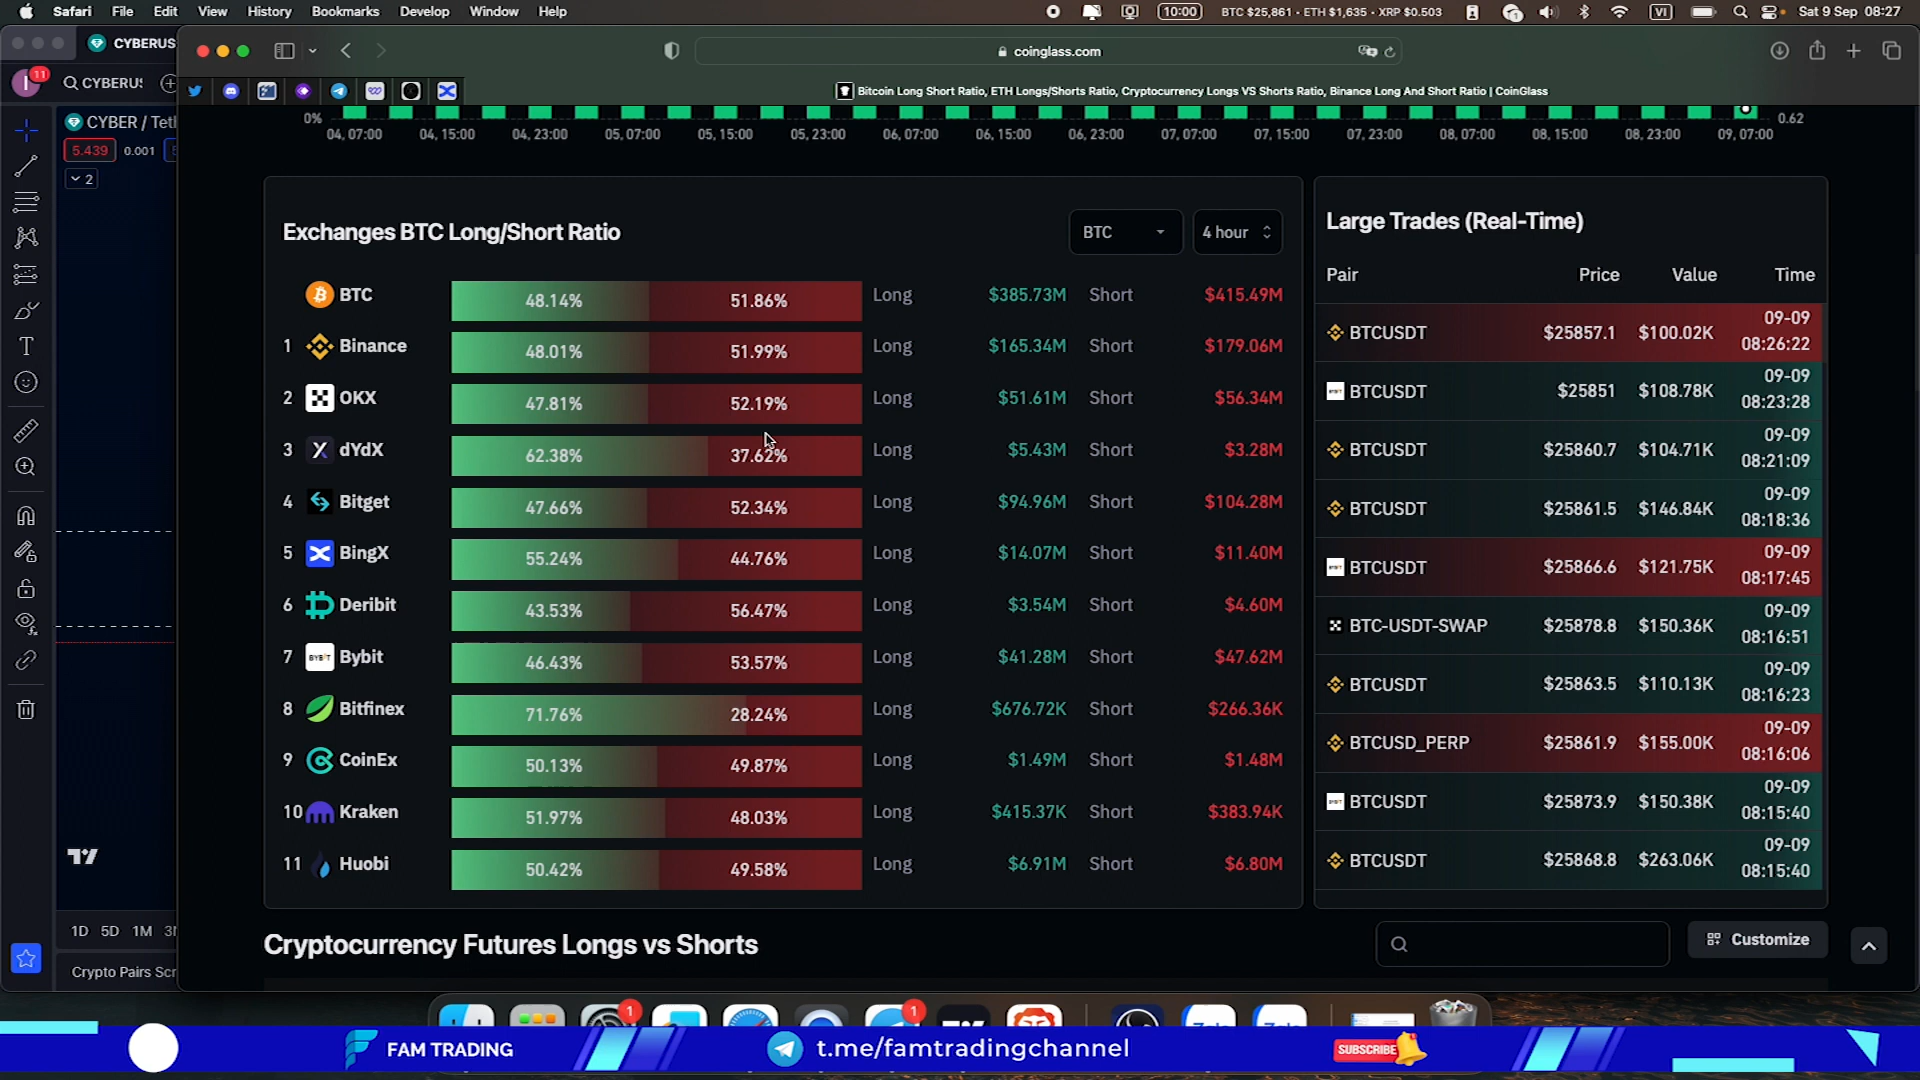 Safari File Edit View History Bookmarks Develop Window Help
10:00 BTC $25,861 · ETH $1,635 · XRP $0.503 VI Sat 9 Sep 08:27
CYBERUS
coinglass.com
11 CYBERU
Bitcoin Long Short Ratio, ETH Longs/Shorts Ratio, Cryptocurrency Longs VS Shorts Ratio, Binance Long And Short Ratio | CoinGlass
CYBER / Tet
5.439 0.001
2
0% 0.62
04, 07:00 04, 15:00 04, 23:00 05, 07:00 05, 15:00 05, 23:00 06, 07:00 06, 15:00 06, 23:00 07, 07:00 07, 15:00 07, 23:00 08, 07:00 08, 15:00 08, 23:00 09, 07:00
Exchanges BTC Long/Short Ratio BTC 4 hour
BTC 48.14% 51.86% Long $385.73M Short $415.49M
1 Binance 48.01% 51.99% Long $165.34M Short $179.06M
2 OKX 47.81% 52.19% Long $51.61M Short $56.34M
3 dYdX 62.38% 37.62% Long $5.43M Short $3.28M
4 Bitget 47.66% 52.34% Long $94.96M Short $104.28M
5 BingX 55.24% 44.76% Long $14.07M Short $11.40M
6 Deribit 43.53% 56.47% Long $3.54M Short $4.60M
7 Bybit 46.43% 53.57% Long $41.28M Short $47.62M
8 Bitfinex 71.76% 28.24% Long $676.72K Short $266.36K
9 CoinEx 50.13% 49.87% Long $1.49M Short $1.48M
10 Kraken 51.97% 48.03% Long $415.37K Short $383.94K
11 Huobi 50.42% 49.58% Long $6.91M Short $6.80M
Large Trades (Real-Time)
Pair Price Value Time
BTCUSDT $25857.1 $100.02K 09-09 08:26:22
BTCUSDT $25851 $108.78K 09-09 08:23:28
BTCUSDT $25860.7 $104.71K 09-09 08:21:09
BTCUSDT $25861.5 $146.84K 09-09 08:18:36
BTCUSDT $25866.6 $121.75K 09-09 08:17:45
BTC-USDT-SWAP $25878.8 $150.36K 09-09 08:16:51
BTCUSDT $25863.5 $110.13K 09-09 08:16:23
BTCUSD_PERP $25861.9 $155.00K 09-09 08:16:06
BTCUSDT $25873.9 $150.38K 09-09 08:15:40
BTCUSDT $25868.8 $263.06K 09-09 08:15:40
1D 5D 1M
Crypto Pairs Scr
Cryptocurrency Futures Longs vs Shorts Customize
1 1
FAM TRADING t.me/famtradingchannel SUBSCRIBE